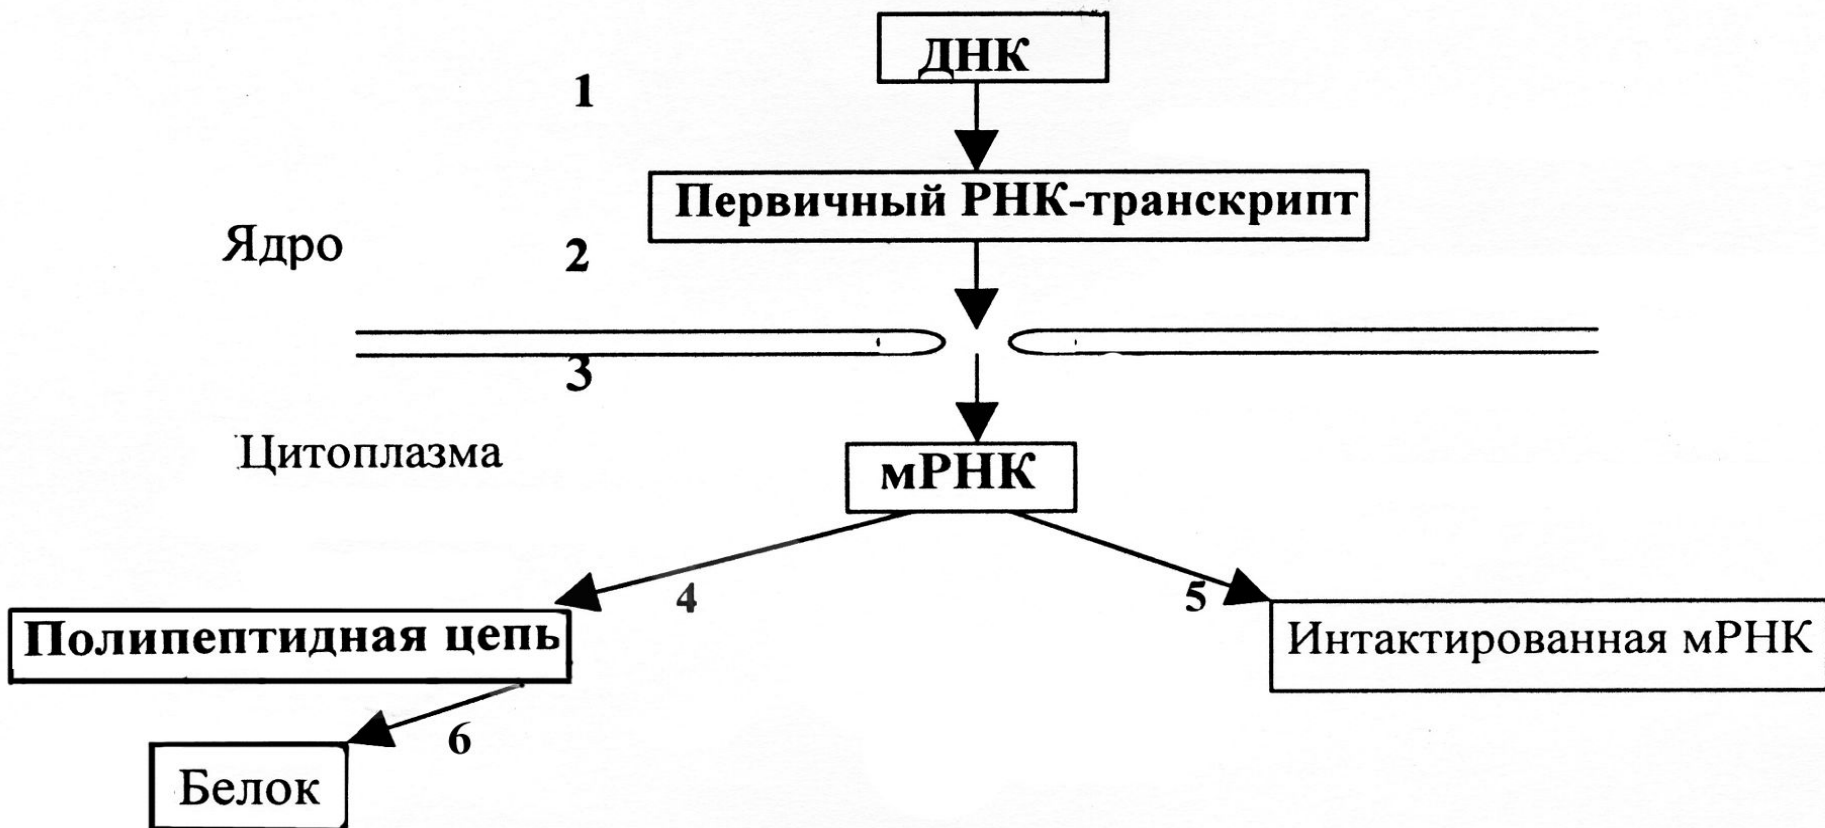 ДНК
1
Первичный РНК-транскрипт
Ядро
2
3
Цитоплазма
мРНК
4
5
Полипептидная цепь
Интактированная мРНК
6
Белок